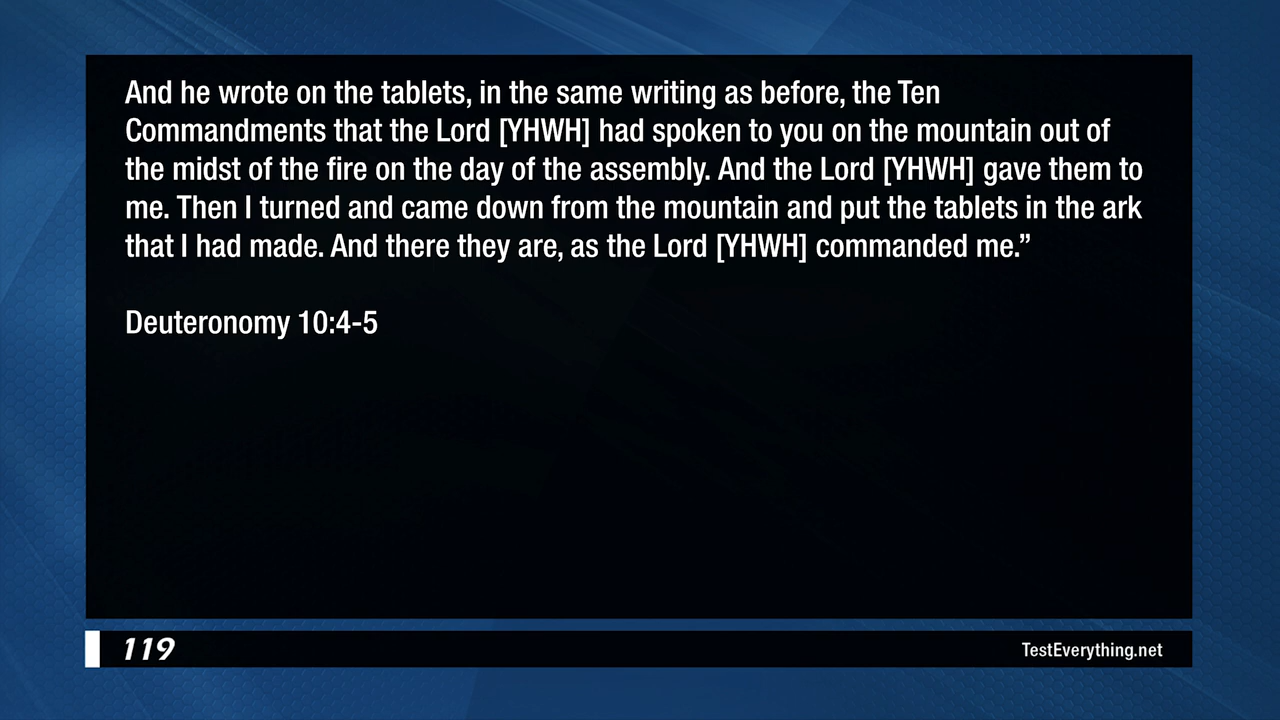 And he wrote on the tablets, in the same writing as before, the Ten
Commandments that the Lord [YHWH] had spoken to you on the mountain out of
the midst of the fire on the day of the assembly. And the Lord [YHWH] gave them to
me. Then I turned and came down from the mountain and put the tablets in the ark
that I had made. And there they are, as the Lord [YHWH] commanded me.”
Deuteronomy 10:4-5
119
TestEverything.net